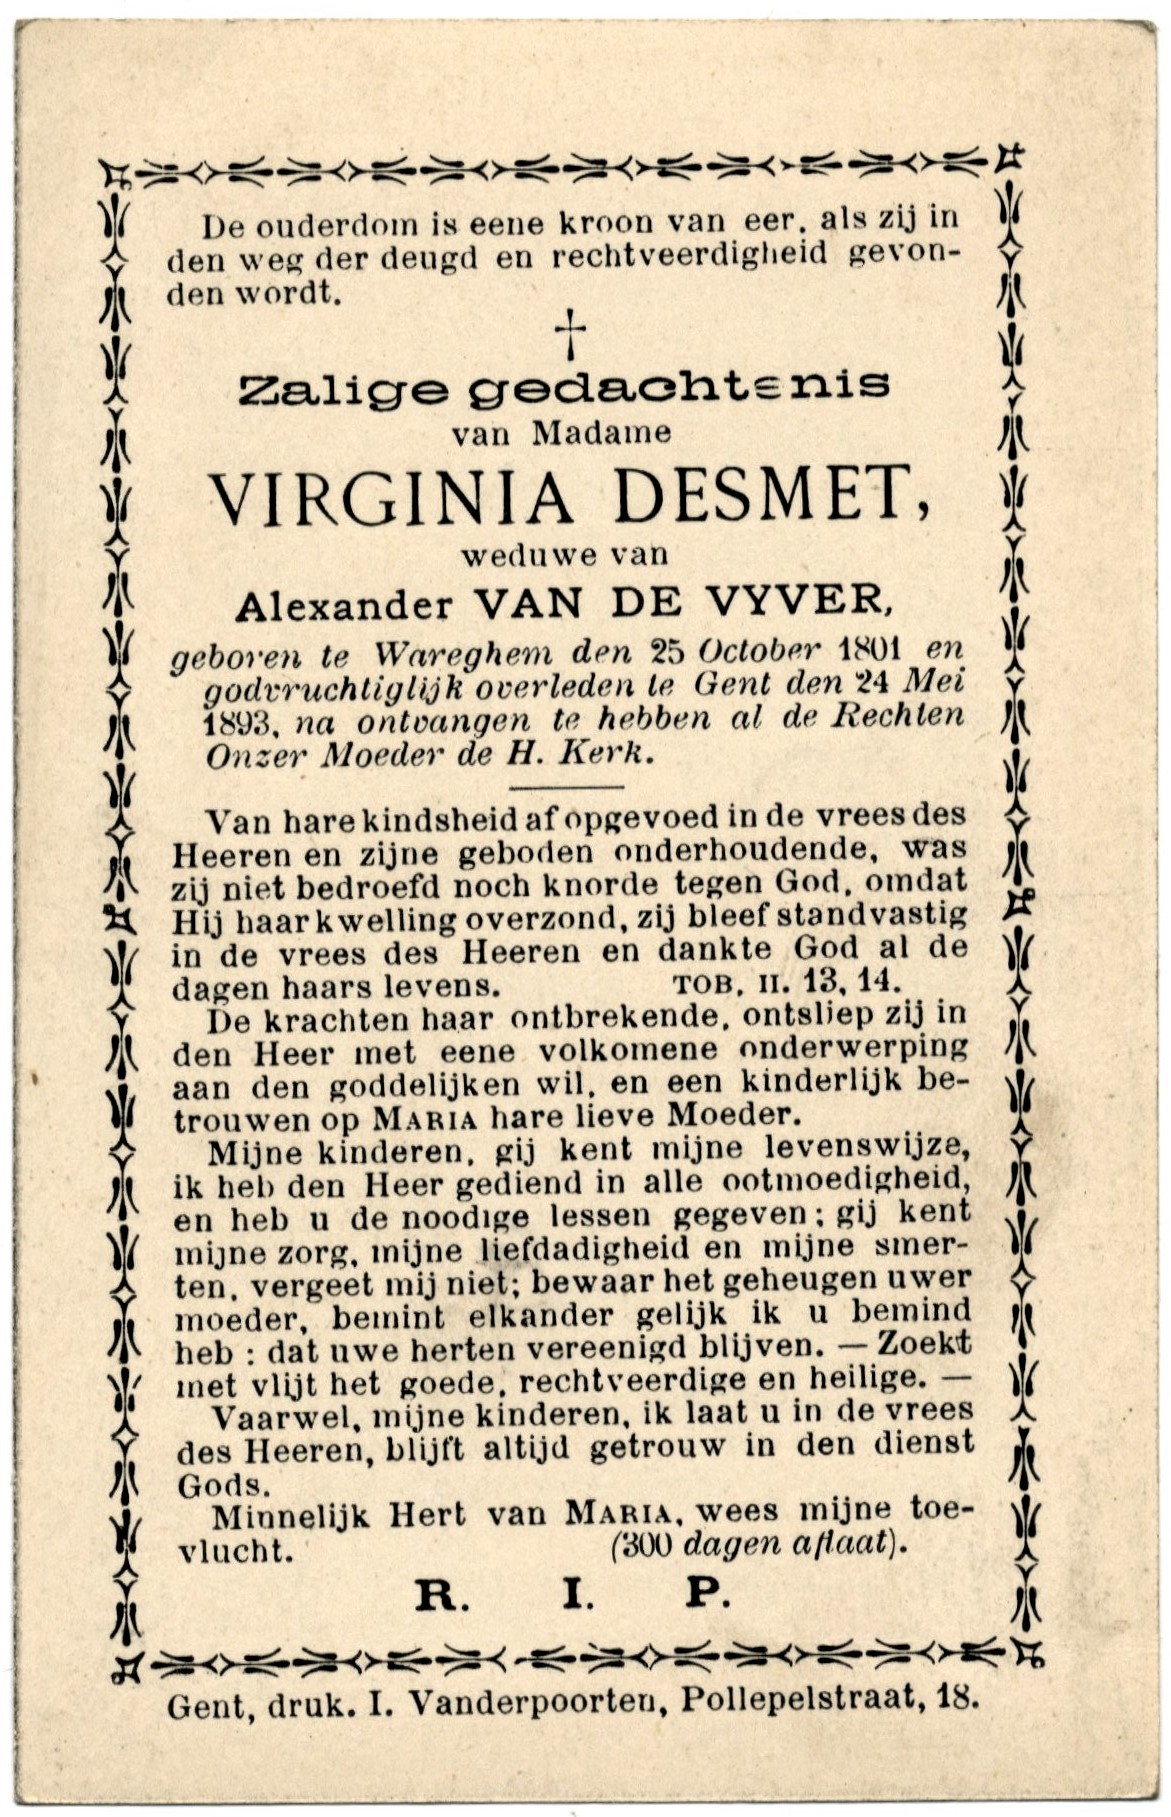 De ouderdom is eene kroon van eer, als zij in
den weg der deugd en rechtveerdigheid gevon-
den wordt.
†
Zalige gedachtenis
van Madame
VIRGINIA DESMET,
weduwe van
Alexander VAN DE VYVER,
geboren te Wareghem den 25 October 1801 en
godvruchtiglijk overleden te Gent den 24 Mei
1893, na ontvangen te hebben al de Rechten
Onzer Moeder de H. Kerk.
Van hare kindsheid af opgevoed in de vrees des
Heeren en zijne geboden onderhoudende, was
zij niet bedroefd noch knorde tegen God, omdat
Hij haar kwelling overzond, zij bleef standvastig
in de vrees des Heeren en dankte God al de
dagen haars levens. TOB. II. 13, 14.
De krachten haar ontbrekende, ontsliep zij in
den Heer met eene volkomene onderwerping
aan den goddelijken wil, en een kinderlijk be-
trouwen op MARIA hare lieve Moeder.
Mijne kinderen, gij kent mijne levenswijze,
ik heb den Heer gediend in alle ootmoedigheid,
en heb u de noodige lessen gegeven; gij kent
mijne zorg, mijne liefdadigheid en mijne smer-
ten, vergeet mij niet; bewaar het geheugen uwer
moeder, bemint elkander gelijk ik u bemind
heb : dat uwe herten vereenigd blijven. — Zoekt
met vlijt het goede, rechtveerdige en heilige. —
Vaarwel, mijne kinderen, ik laat u in de vrees
des Heeren, blijft altijd getrouw in den dienst
Gods.
Minnelijk Hert van MARIA, wees mijne toe-
vlucht. (300 dagen aflaat).
R. I. P.
Gent, druk. I. Vanderpoorten, Pollepelstraat, 18.